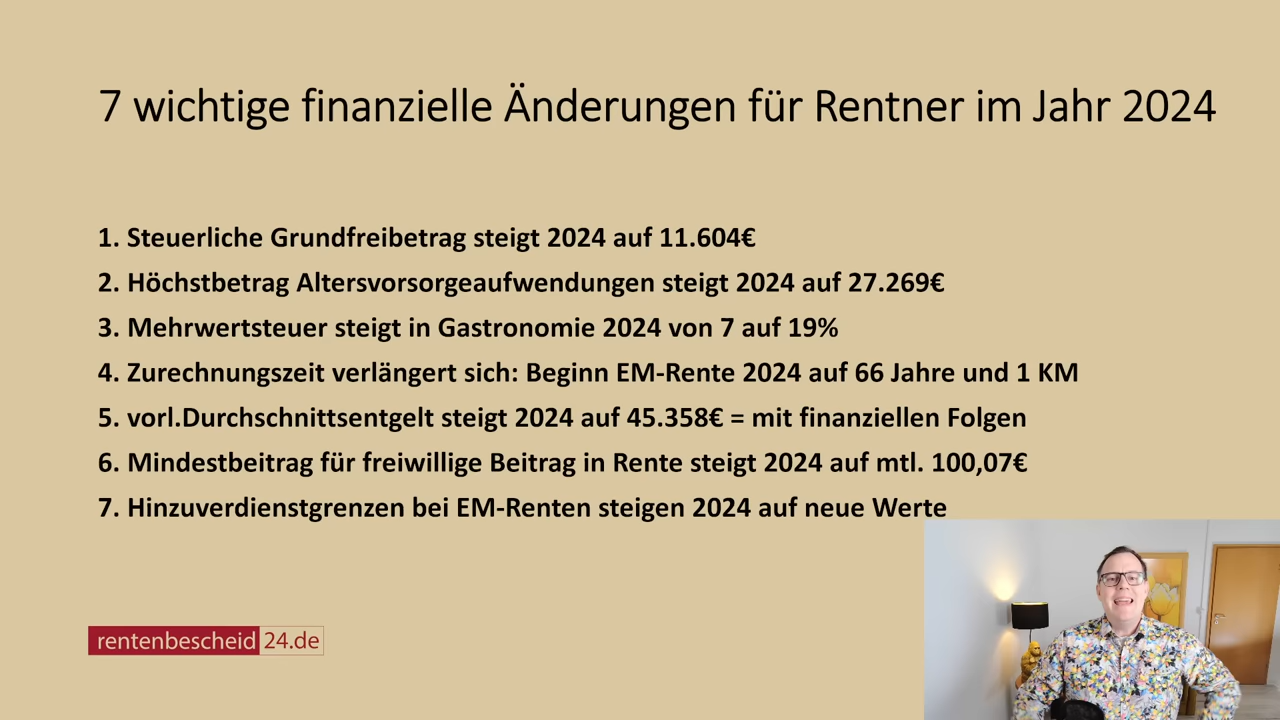 7 wichtige finanzielle Änderungen für Rentner im Jahr 2024
1. Steuerliche Grundfreibetrag steigt 2024 auf 11.604€
2. Höchstbetrag Altersvorsorgeaufwendungen steigt 2024 auf 27.269€
3. Mehrwertsteuer steigt in Gastronomie 2024 von 7 auf 19%
4. Zurechnungszeit verlängert sich: Beginn EM-Rente 2024 auf 66 Jahre und 1 KM
5. vorl.Durchschnittsentgelt steigt 2024 auf 45.358€ = mit finanziellen Folgen
6. Mindestbeitrag für freiwillige Beitrag in Rente steigt 2024 auf mtl. 100,07€
7. Hinzuverdienstgrenzen bei EM-Renten steigen 2024 auf neue Werte
rentenbescheid 24.de